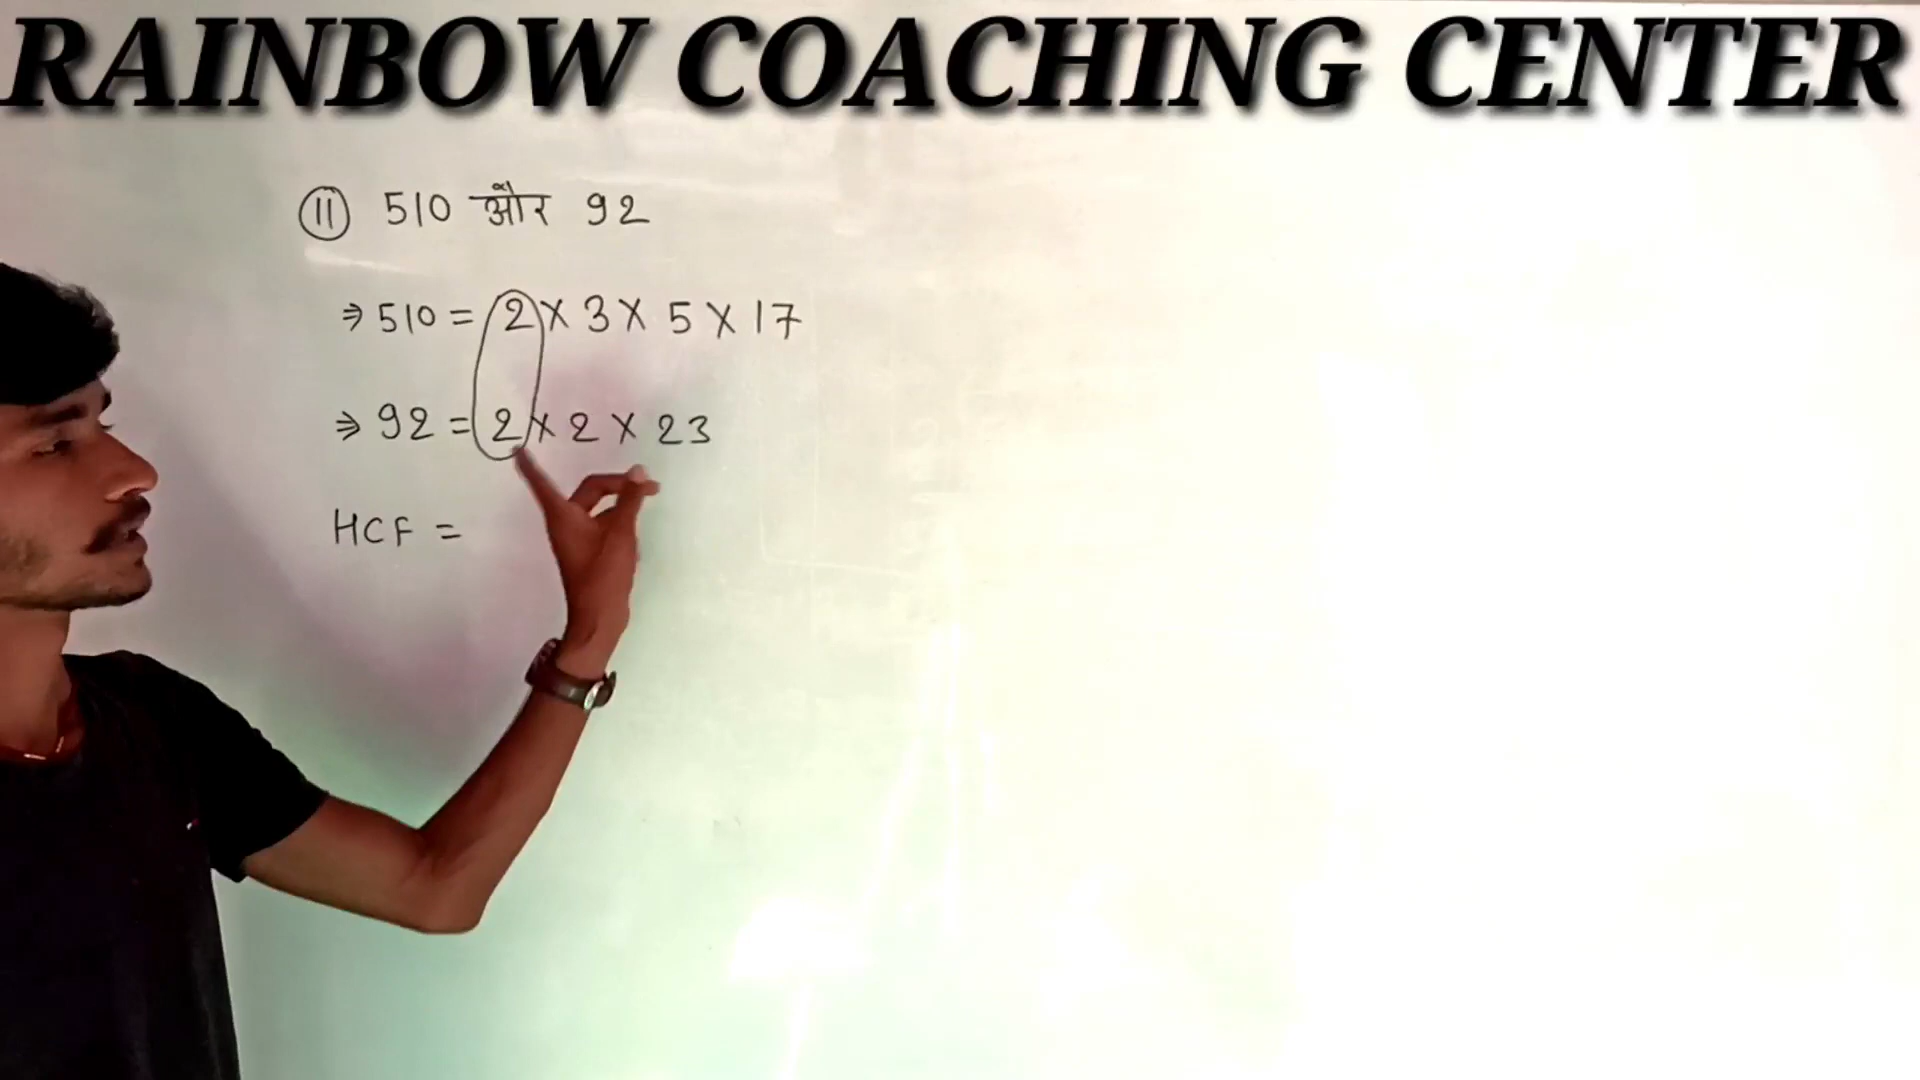 RAINBOW COACHING CENTER
(11) 510 और 92
⇒ 510 = 2 X 3 X 5 X 17
⇒ 92 = 2 X 2 X 23
HCF =